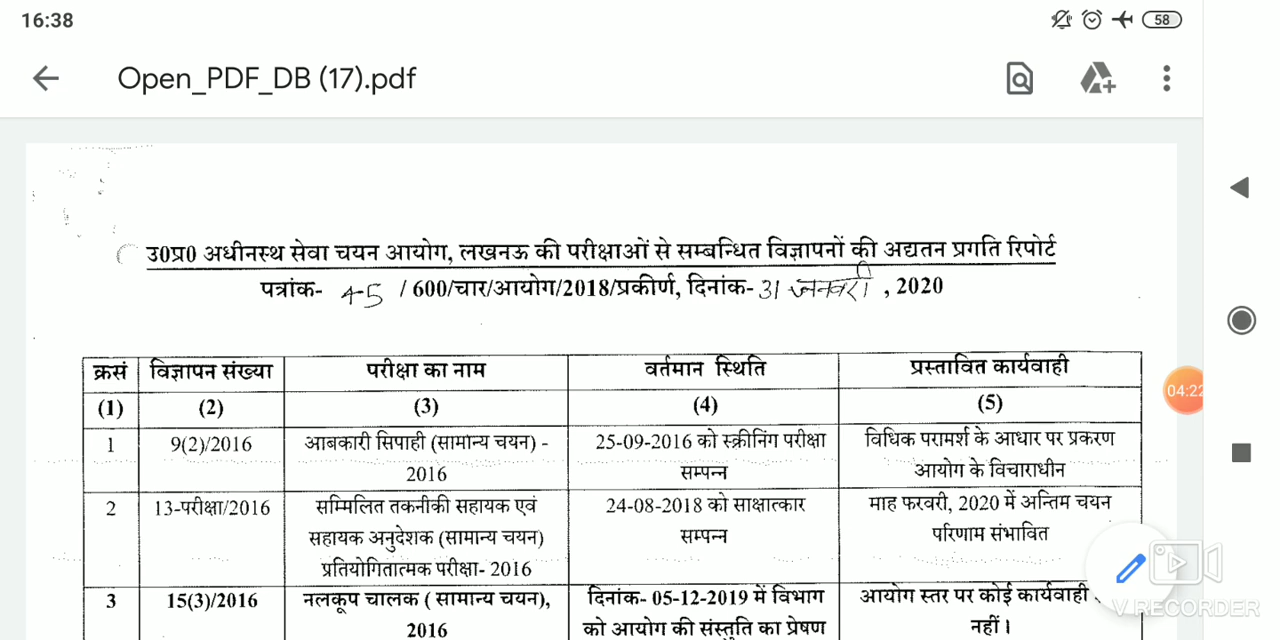 16:38
58
Open_PDF_DB (17).pdf
उ0प्र0 अधीनस्थ सेवा चयन आयोग, लखनऊ की परीक्षाओं से सम्बन्धित विज्ञापनों की अद्यतन प्रगति रिपोर्ट
पत्रांक- 45 / 600/चार/आयोग/2018/प्रकीर्ण, दिनांक- 31 जनवरी , 2020
क्रसं विज्ञापन संख्या परीक्षा का नाम वर्तमान स्थिति प्रस्तावित कार्यवाही
(1) (2) (3) (4) (5)
04:22
1 9(2)/2016 आबकारी सिपाही (सामान्य चयन) - 25-09-2016 को स्क्रीनिंग परीक्षा विधिक परामर्श के आधार पर प्रकरण
2016 सम्पन्न आयोग के विचाराधीन
2 13-परीक्षा/2016 सम्मिलित तकनीकी सहायक एवं 24-08-2018 को साक्षात्कार माह फरवरी, 2020 में अन्तिम चयन
सहायक अनुदेशक (सामान्य चयन) सम्पन्न परिणाम संभावित
प्रतियोगितात्मक परीक्षा- 2016
3 15(3)/2016 नलकूप चालक ( सामान्य चयन), दिनांक- 05-12-2019 में विभाग आयोग स्तर पर कोई कार्यवाही
2016 को आयोग की संस्तुति का प्रेषण नहीं ।
V RECORDER